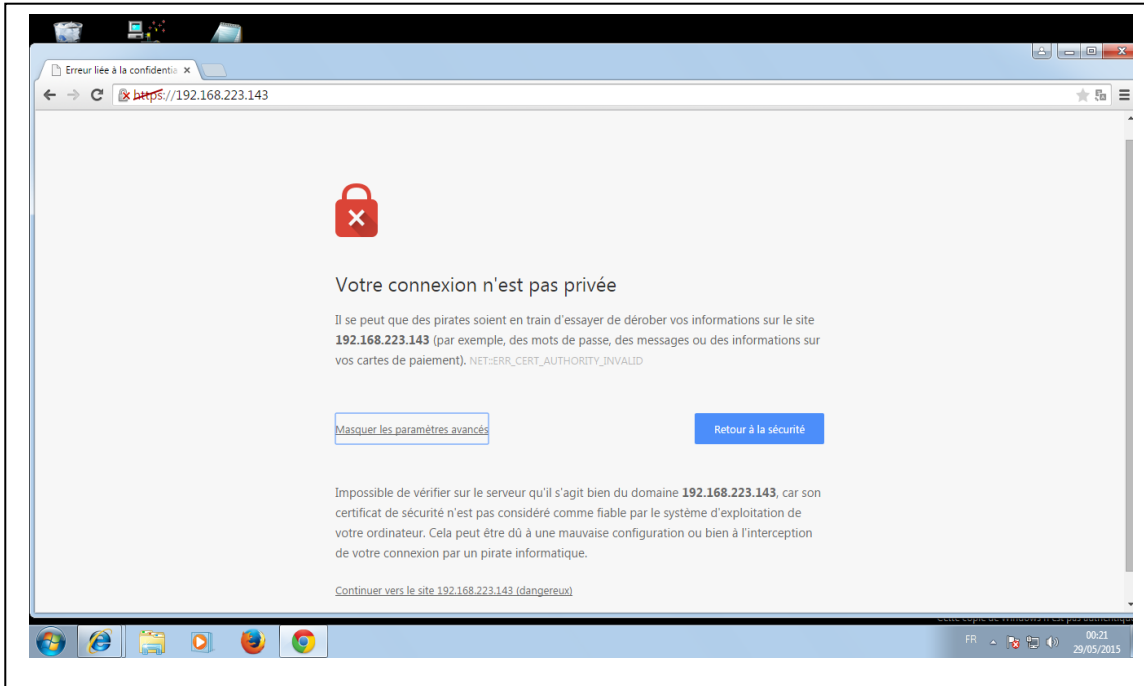 Erreur liée à la confidentia
https://192.168.223.143
Votre connexion n'est pas privée
Il se peut que des pirates soient en train d'essayer de dérober vos informations sur le site
192.168.223.143 (par exemple, des mots de passe, des messages ou des informations sur
vos cartes de paiement). NET::ERR_CERT_AUTHORITY_INVALID
Masquer les paramètres avancés
Retour à la sécurité
Impossible de vérifier sur le serveur qu'il s'agit bien du domaine 192.168.223.143, car son
certificat de sécurité n'est pas considéré comme fiable par le système d'exploitation de
votre ordinateur. Cela peut être dû à une mauvaise configuration ou bien à l'interception
de votre connexion par un pirate informatique.
Continuer vers le site 192.168.223.143 (dangereux)
FR
00:21
29/05/2015